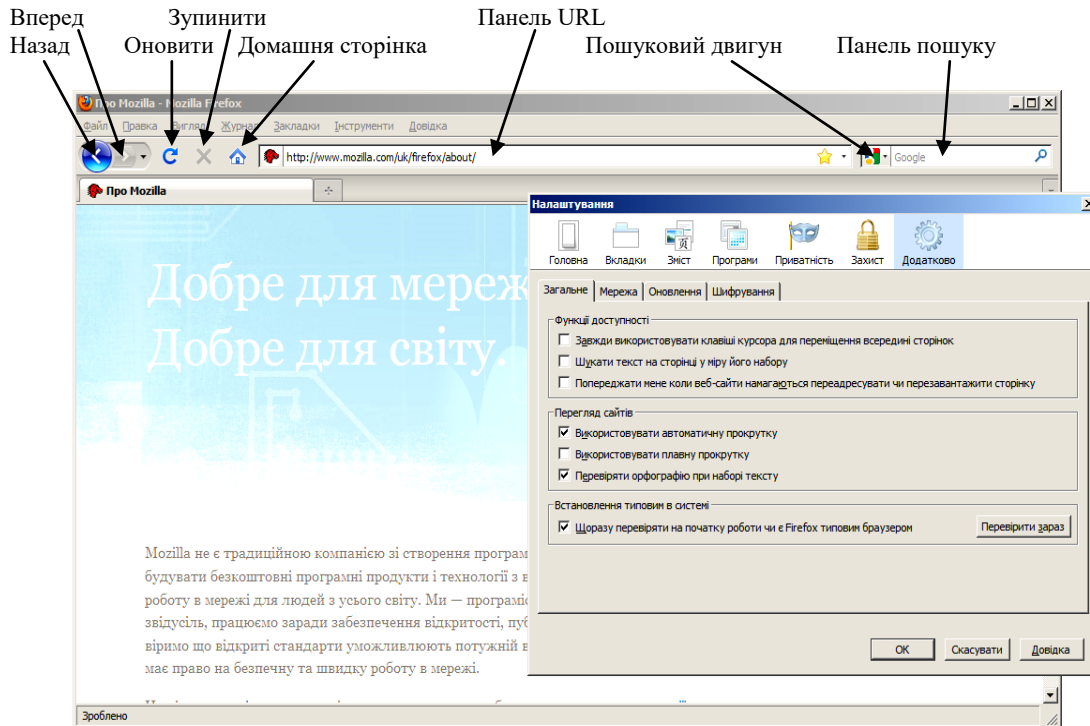 Вперед Зупинити Панель URL
Назад Оновити Домашня сторінка Пошуковий двигун Панель пошуку
Про Mozilla - Mozilla Firefox
Файл Правка Вигляд Журнал Закладки Інструменти Довідка
http://www.mozilla.com/uk/firefox/about/ Google
Про Mozilla
Добре для мереж
Добре для світу.
Mozilla не є традиційною компанією зі створення програм
будувати безкоштовні програмні продукти і технології з в
роботу в мережі для людей з усього світу. Ми — програміс
звідусіль, працюємо заради забезпечення відкритості, пуб
віримо що відкриті стандарти уможливлюють потужній в
має право на безпечну та швидку роботу в мережі.
Зроблено
Налаштування
Головна Вкладки Зміст Програми Приватність Захист Додатково
Загальне Мережа Оновлення Шифрування
Функції доступності
Завжди використовувати клавіші курсора для переміщення всередині сторінок
Шукати текст на сторінці у міру його набору
Попереджати мене коли веб-сайти намагаються переадресувати чи перезавантажити сторінку
Перегляд сайтів
Використовувати автоматичну прокрутку
Використовувати плавну прокрутку
Перевіряти орфографію при наборі тексту
Встановлення типовим в системі
Щоразу перевіряти на початку роботи чи є Firefox типовим браузером Перевірити зараз
OK Скасувати Довідка